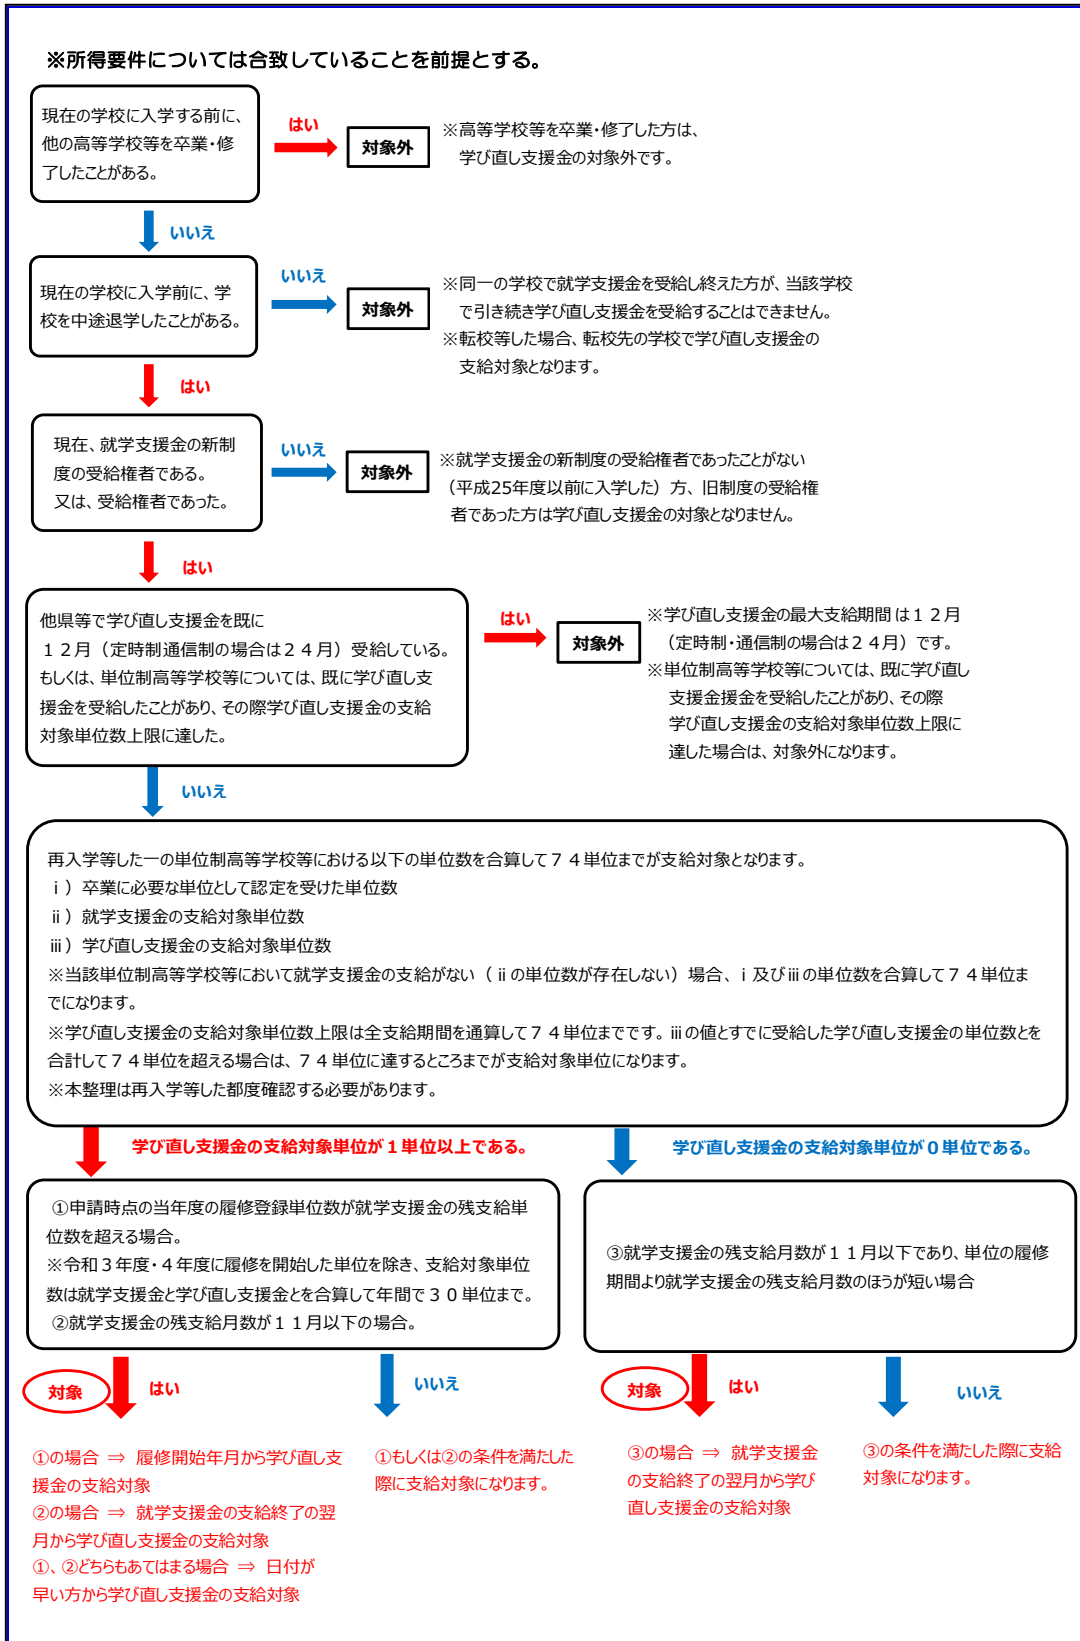 ※所得要件については合致していることを前提とする。
現在の学校に入学する前に、
他の高等学校等を卒業・修
了したことがある。
はい
対象外
※高等学校等を卒業・修了した方は、
学び直し支援金の対象外です。
いいえ
現在の学校に入学前に、学
校を中途退学したことがある。
いいえ
対象外
※同一の学校で就学支援金を受給し終えた方が、当該学校
で引き続き学び直し支援金を受給することはできません。
※転校等した場合、転校先の学校で学び直し支援金の
支給対象となります。
はい
現在、就学支援金の新制
度の受給権者である。
又は、受給権者であった。
いいえ
対象外
※就学支援金の新制度の受給権者であったことがない
（平成25年度以前に入学した）方、旧制度の受給権
者であった方は学び直し支援金の対象となりません。
はい
他県等で学び直し支援金を既に
１２月（定時制通信制の場合は２４月）受給している。
もしくは、単位制高等学校等については、既に学び直し支
援金を受給したことがあり、その際学び直し支援金の支給
対象単位数上限に達した。
はい
対象外
※学び直し支援金の最大支給期間は１２月
（定時制・通信制の場合は２４月）です。
※単位制高等学校等については、既に学び直し
支援金援金を受給したことがあり、その際
学び直し支援金の支給対象単位数上限に
達した場合は、対象外になります。
いいえ
再入学等した一の単位制高等学校等における以下の単位数を合算して７４単位までが支給対象となります。
ⅰ）卒業に必要な単位として認定を受けた単位数
ⅱ）就学支援金の支給対象単位数
ⅲ）学び直し支援金の支給対象単位数
※当該単位制高等学校等において就学支援金の支給がない（ⅱの単位数が存在しない）場合、ⅰ及びⅲの単位数を合算して７４単位ま
でになります。
※学び直し支援金の支給対象単位数上限は全支給期間を通算して７４単位までです。ⅲの値とすでに受給した学び直し支援金の単位数とを
合計して７４単位を超える場合は、７４単位に達するところまでが支給対象単位になります。
※本整理は再入学等した都度確認する必要があります。
学び直し支援金の支給対象単位が１単位以上である。
学び直し支援金の支給対象単位が０単位である。
①申請時点の当年度の履修登録単位数が就学支援金の残支給単
位数を超える場合。
※令和３年度・４年度に履修を開始した単位を除き、支給対象単位
数は就学支援金と学び直し支援金とを合算して年間で３０単位まで。
②就学支援金の残支給月数が１１月以下の場合。
③就学支援金の残支給月数が１１月以下であり、単位の履修
期間より就学支援金の残支給月数のほうが短い場合
対象
はい
いいえ
対象
はい
いいえ
①の場合 ⇒ 履修開始年月から学び直し支
援金の支給対象
②の場合 ⇒ 就学支援金の支給終了の翌
月から学び直し支援金の支給対象
①、②どちらもあてはまる場合 ⇒ 日付が
早い方から学び直し支援金の支給対象
①もしくは②の条件を満たした
際に支給対象になります。
③の場合 ⇒ 就学支援金
の支給終了の翌月から学び
直し支援金の支給対象
③の条件を満たした際に支給
対象になります。